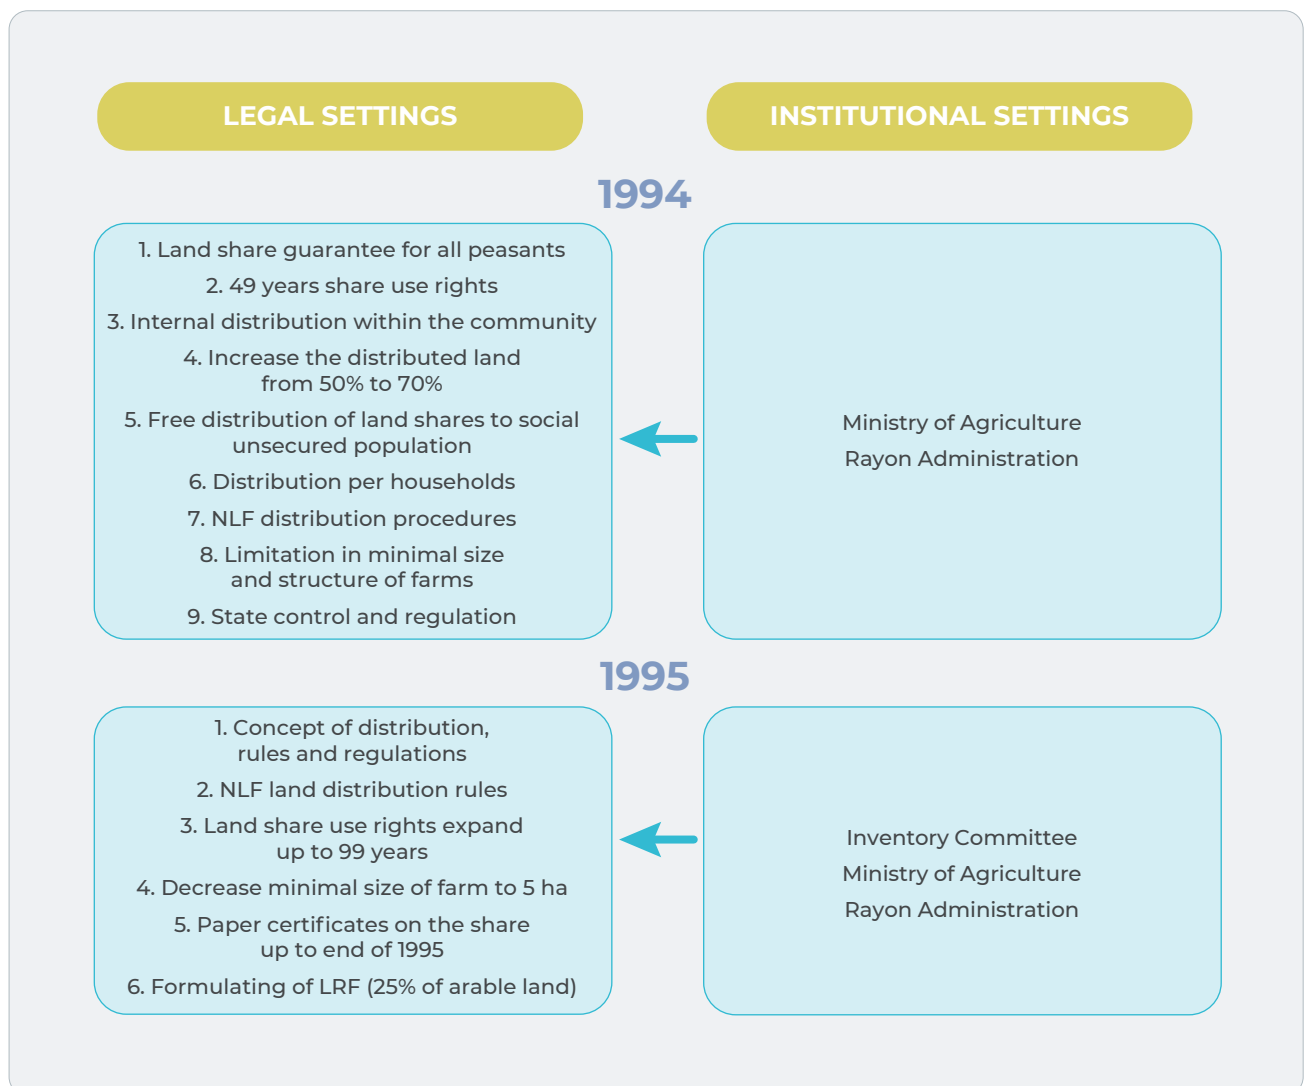 LEGAL SETTINGS
INSTITUTIONAL SETTINGS
1994
1. Land share guarantee for all peasants
2. 49 years share use rights
3. Internal distribution within the community
4. Increase the distributed land
from 50% to 70%
5. Free distribution of land shares to social
unsecured population
6. Distribution per households
7. NLF distribution procedures
8. Limitation in minimal size
and structure of farms
9. State control and regulation
Ministry of Agriculture
Rayon Administration
1995
1. Concept of distribution,
rules and regulations
2. NLF land distribution rules
3. Land share use rights expand
up to 99 years
4. Decrease minimal size of farm to 5 ha
5. Paper certificates on the share
up to end of 1995
6. Formulating of LRF (25% of arable land)
Inventory Committee
Ministry of Agriculture
Rayon Administration